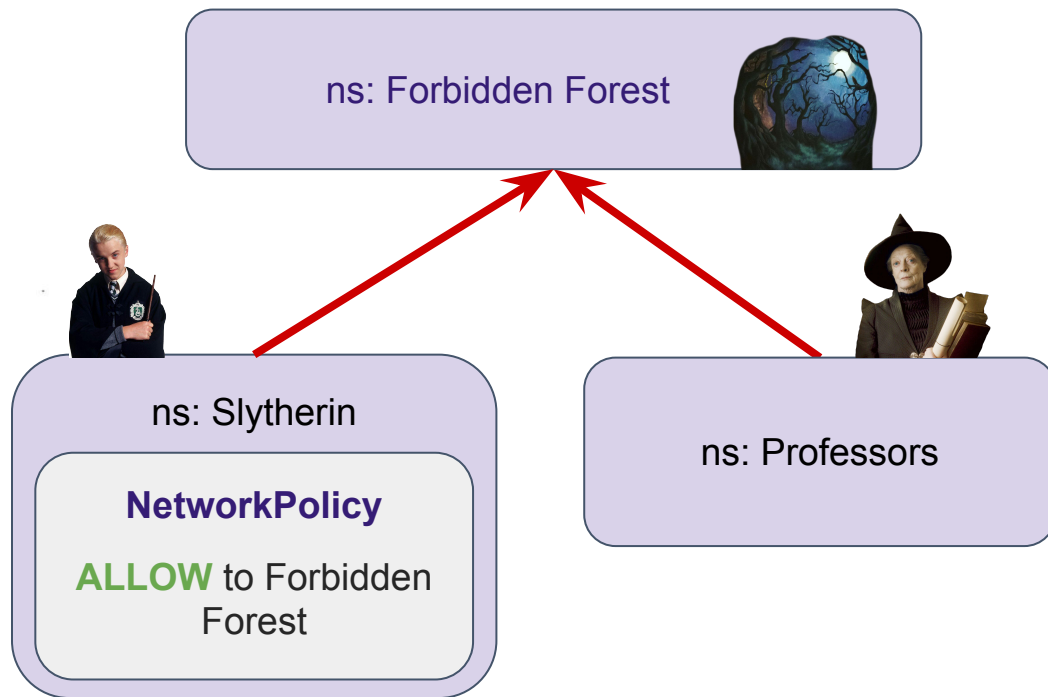 ns: Forbidden Forest
ns: Slytherin
NetworkPolicy
ALLOW to Forbidden
Forest
ns: Professors